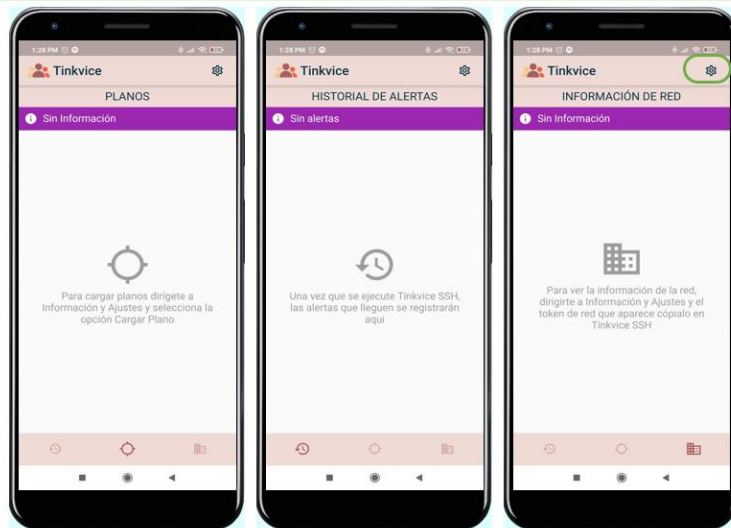 1:28 PM
Tinkvice
PLANOS
Sin Información
Para cargar planos dirígete a
Información y Ajustes y selecciona la
opción Cargar Plano
1:28 PM
Tinkvice
HISTORIAL DE ALERTAS
Sin alertas
Una vez que se ejecute Tinkvice SSH,
las alertas que lleguen se registrarán
aqui
1:28 PM
Tinkvice
INFORMACIÓN DE RED
Sin Información
Para ver la información de la red,
dirigirte a Información y Ajustes y el
token de red que aparece cópialo en
Tinkvice SSH